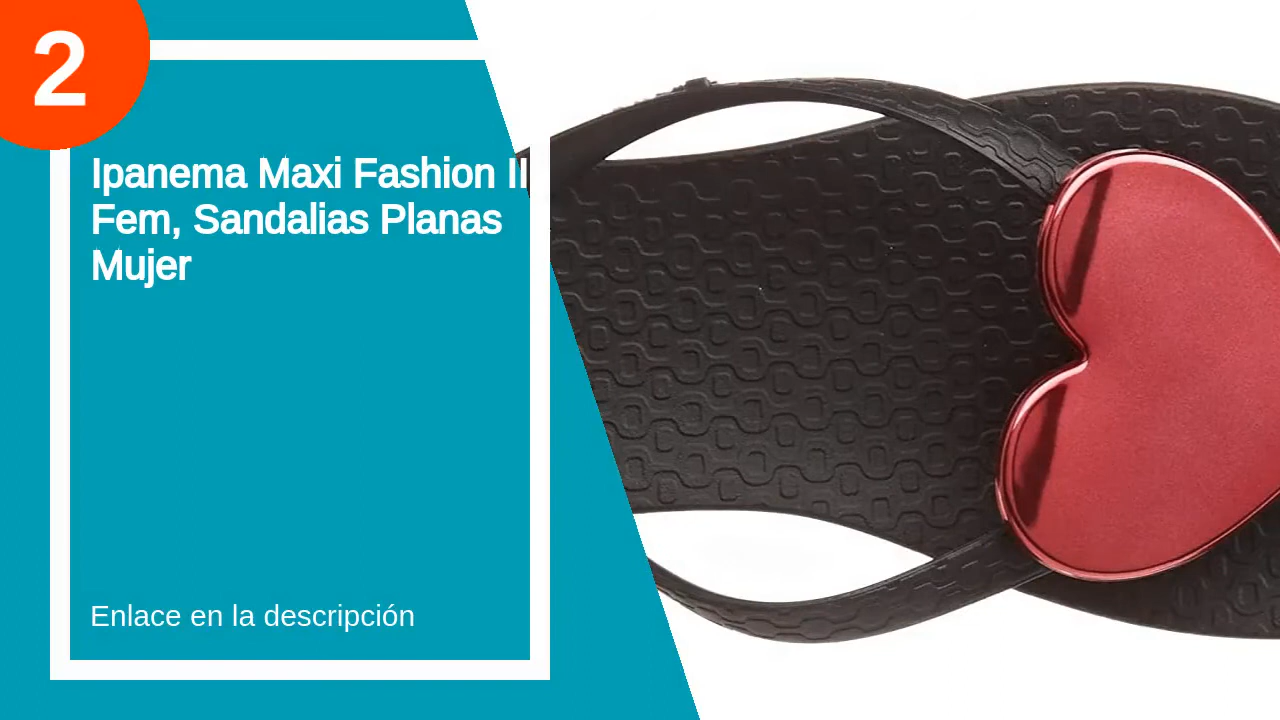 2
Ipanema Maxi Fashion II
Fem, Sandalias Planas
Mujer
Enlace en la descripción